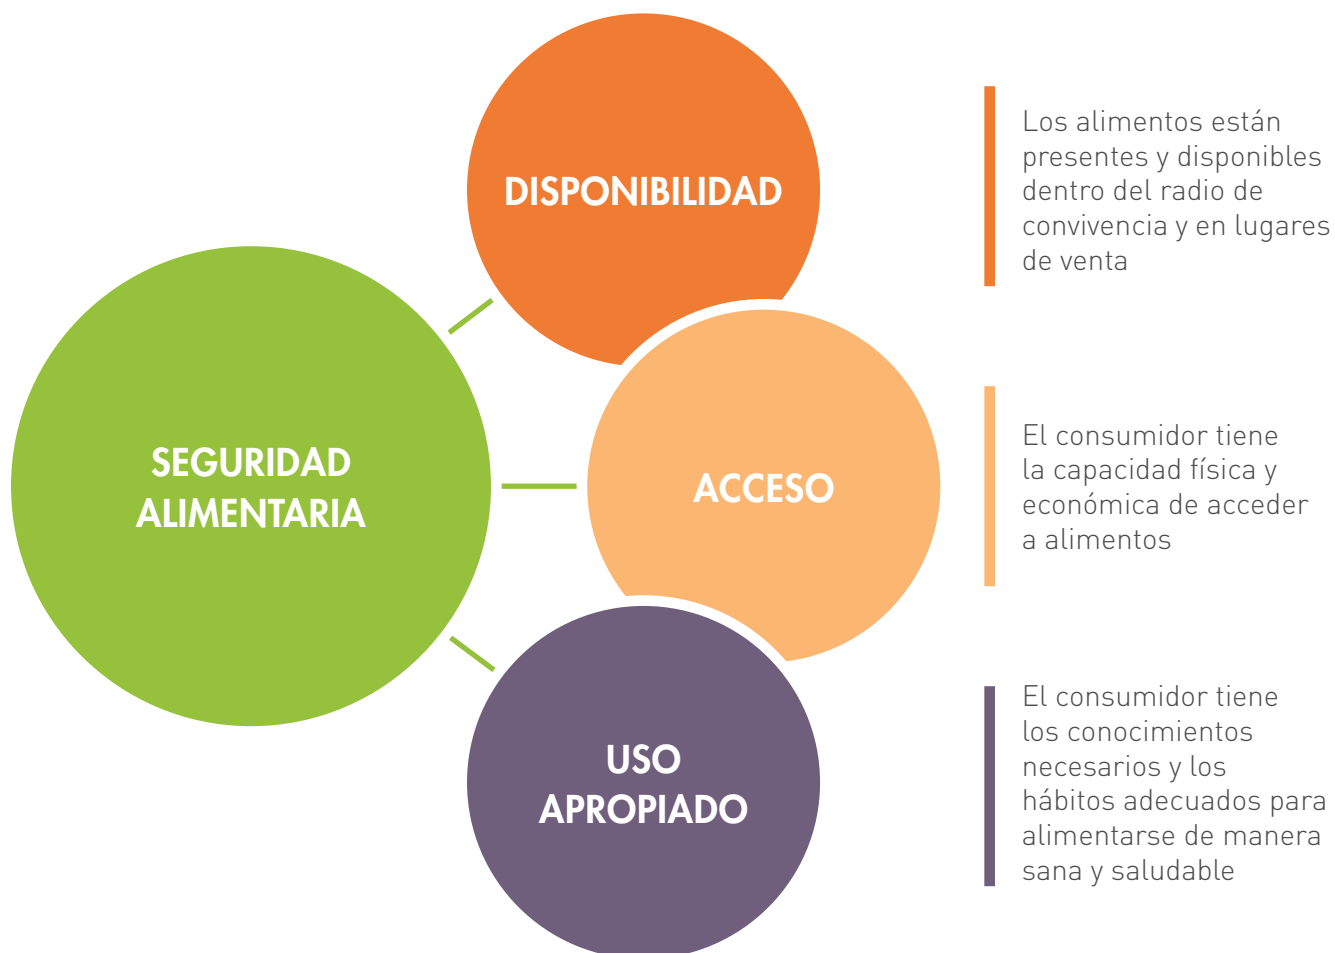 DISPONIBILIDAD
Los alimentos están
presentes y disponibles
dentro del radio de
convivencia y en lugares
de venta
SEGURIDAD
ALIMENTARIA
ACCESO
El consumidor tiene
la capacidad física y
económica de acceder
a alimentos
USO
APROPIADO
El consumidor tiene
los conocimientos
necesarios y los
hábitos adecuados para
alimentarse de manera
sana y saludable